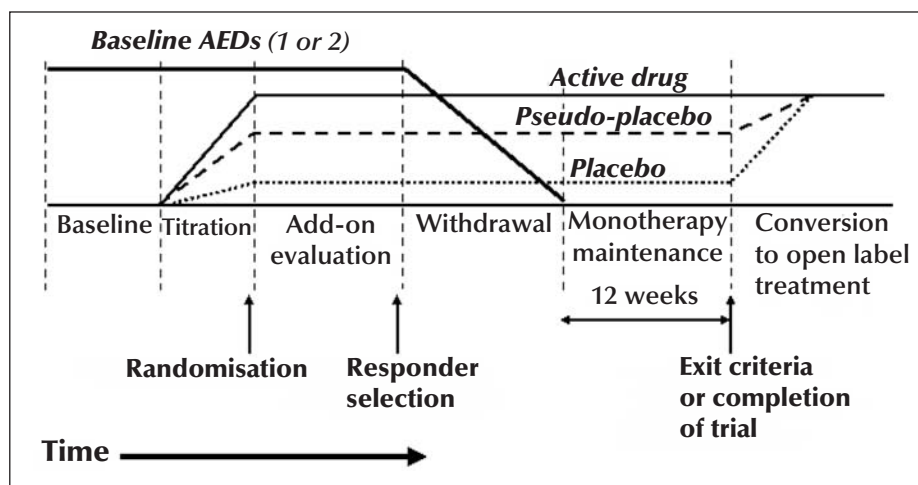 Baseline AEDs (1 or 2)
Active drug
Pseudo-placebo
Placebo
Baseline
Titration
Add-on
evaluation
Withdrawal
Monotherapy
maintenance
Conversion
to open label
treatment
12 weeks
Randomisation
Responder
selection
Exit criteria
or completion
of trial
Time